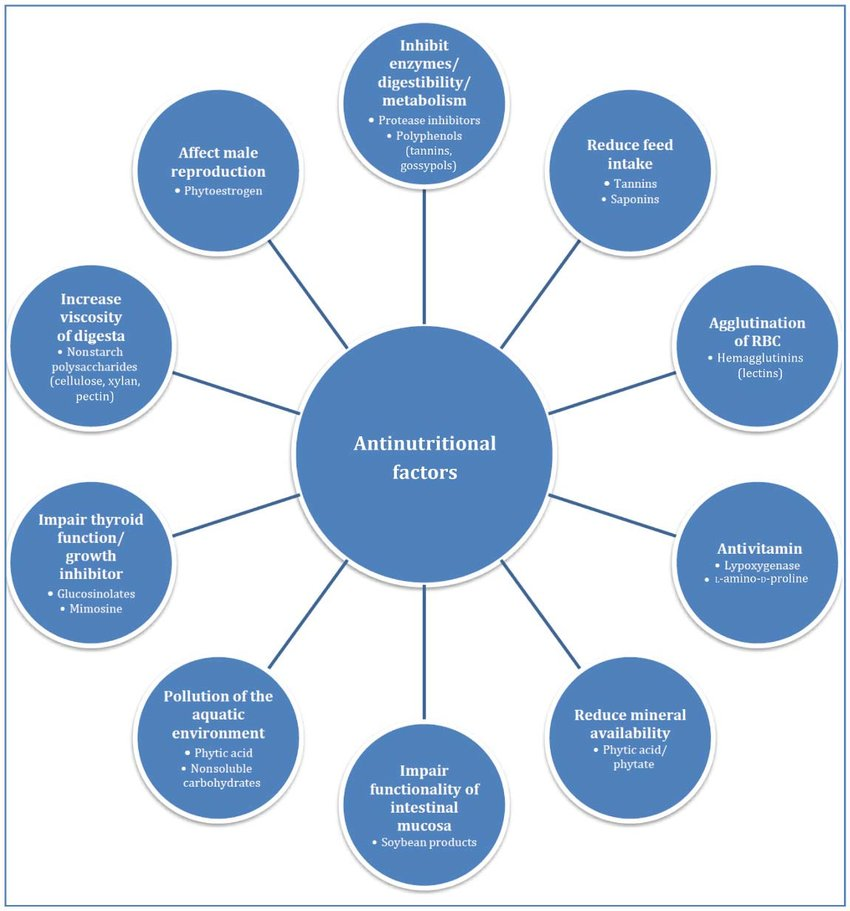 Inhibit
enzymes/
digestibility/
metabolism
• Protease inhibitors
• Polyphenols
(tannins,
gossypols)
Reduce feed
intake
• Tannins
• Saponins
Agglutination
of RBC
• Hemagglutinins
(lectins)
Antivitamin
• Lypoxygenase
• L-amino-D-proline
Reduce mineral
availability
• Phytic acid/
phytate
Impair
functionality of
intestinal
mucosa
• Soybean products
Pollution of the
aquatic
environment
• Phytic acid
• Nonsoluble
carbohydrates
Impair thyroid
function/
growth
inhibitor
• Glucosinolates
• Mimosine
Increase
viscosity
of digesta
• Nonstarch
polysaccharides
(cellulose, xylan,
pectin)
Affect male
reproduction
• Phytoestrogen
Antinutritional
factors